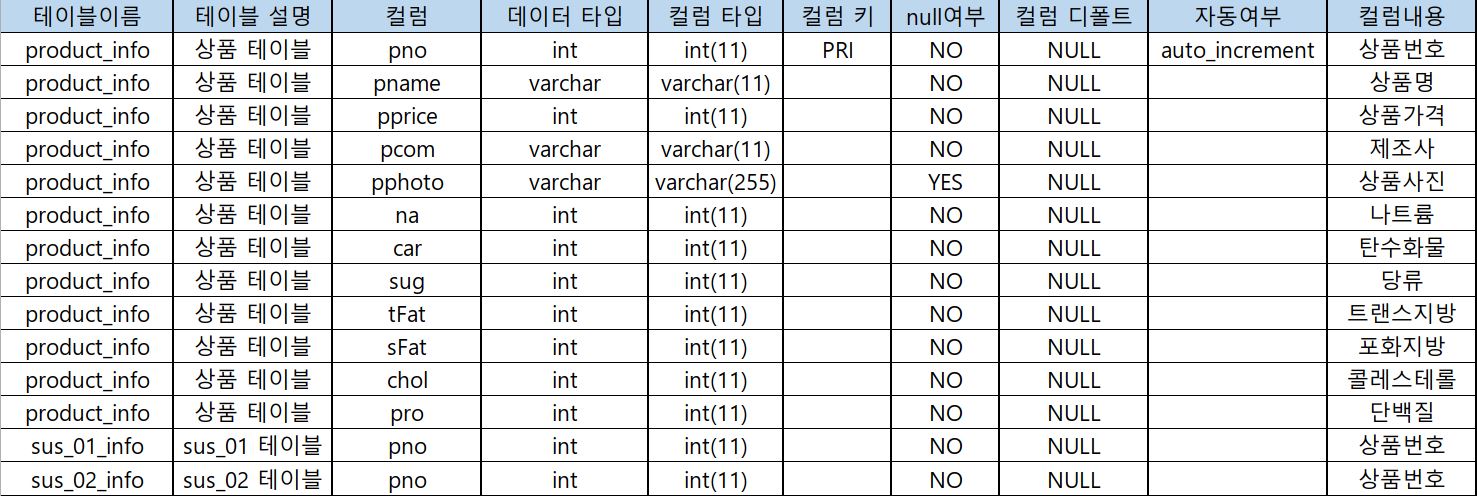 테이블이름 테이블 설명 컬럼 데이터 타입 컬럼 타입 컬럼 키 null여부 컬럼 디폴트 자동여부 컬럼내용
product_info 상품 테이블 pno int int(11) PRI NO NULL auto_increment 상품번호
product_info 상품 테이블 pname varchar varchar(11) NO NULL 상품명
product_info 상품 테이블 pprice int int(11) NO NULL 상품가격
product_info 상품 테이블 pcom varchar varchar(11) NO NULL 제조사
product_info 상품 테이블 pphoto varchar varchar(255) YES NULL 상품사진
product_info 상품 테이블 na int int(11) NO NULL 나트륨
product_info 상품 테이블 car int int(11) NO NULL 탄수화물
product_info 상품 테이블 sug int int(11) NO NULL 당류
product_info 상품 테이블 tFat int int(11) NO NULL 트랜스지방
product_info 상품 테이블 sFat int int(11) NO NULL 포화지방
product_info 상품 테이블 chol int int(11) NO NULL 콜레스테롤
product_info 상품 테이블 pro int int(11) NO NULL 단백질
sus_01_info sus_01 테이블 pno int int(11) NO NULL 상품번호
sus_02_info sus_02 테이블 pno int int(11) NO NULL 상품번호